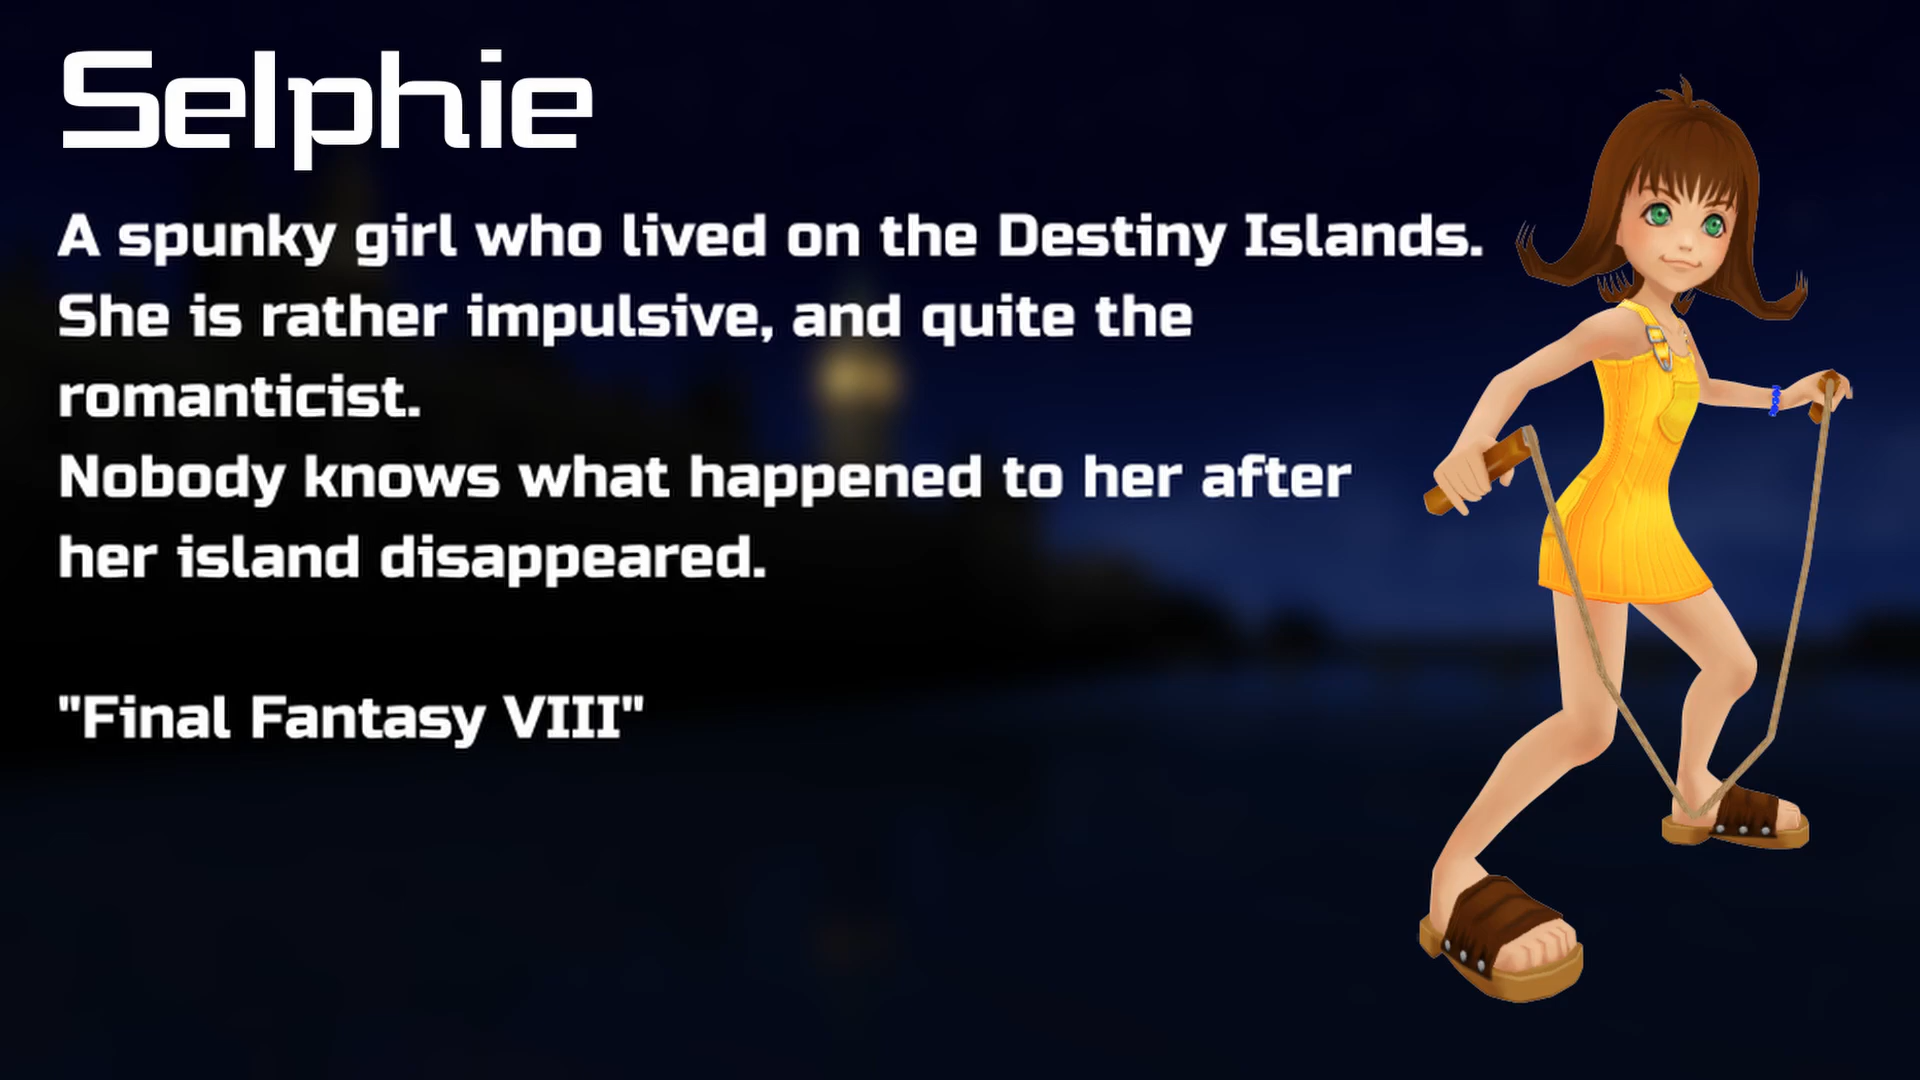 Selphie
A spunky girl who lived on the Destiny Islands.
She is rather impulsive, and quite the
romanticist.
Nobody knows what happened to her after
her island disappeared.
"Final Fantasy VIII"